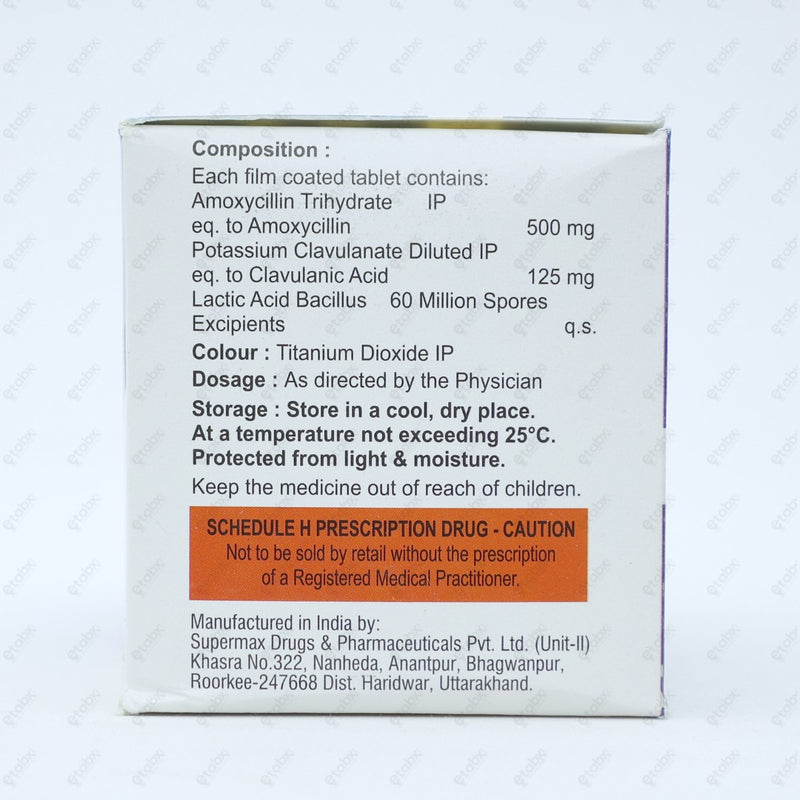 Composition :
Each film coated tablet contains:
Amoxycillin Trihydrate IP
eq. to Amoxycillin 500 mg
Potassium Clavulanate Diluted IP
eq. to Clavulanic Acid 125 mg
Lactic Acid Bacillus 60 Million Spores
Excipients q.s.
Colour : Titanium Dioxide IP
Dosage : As directed by the Physician
Storage : Store in a cool, dry place.
At a temperature not exceeding 25°C.
Protected from light & moisture.
Keep the medicine out of reach of children.
SCHEDULE H PRESCRIPTION DRUG - CAUTION
Not to be sold by retail without the prescription
of a Registered Medical Practitioner.
Manufactured in India by:
Supermax Drugs & Pharmaceuticals Pvt. Ltd. (Unit-II)
Khasra No.322, Nanheda, Anantpur, Bhagwanpur,
Roorkee-247668 Dist. Haridwar, Uttarakhand.